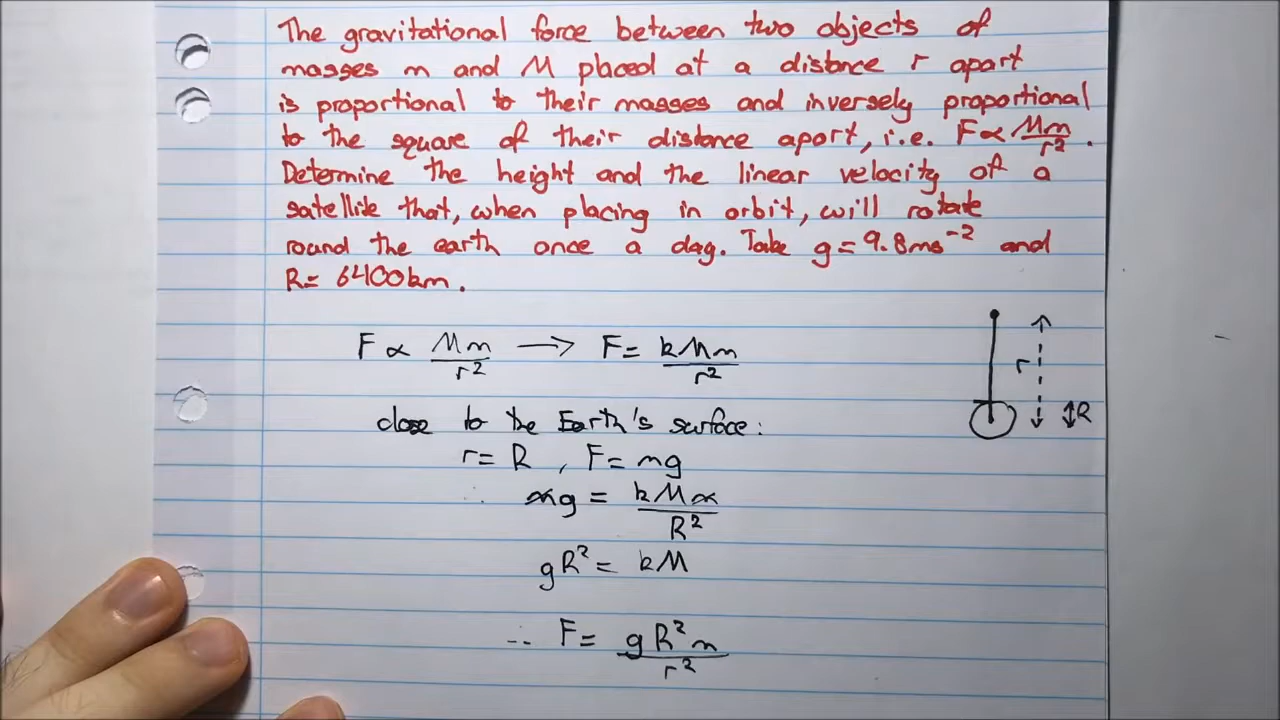 The gravitational force between two objects of
masses m and M placed at a distance r apart
is proportional to their masses and inversely proportional
to the square of their distance apart, i.e. F ∝ Mm/r².
Determine the height and the linear velocity of a
satellite that, when placing in orbit, will rotate
round the earth once a day. Take g = 9.8ms⁻² and
R = 6400km.
F ∝ Mm/r² → F = kMm/r²
r
R
close to the Earth's surface:
r = R , F = mg
mg = kMm/R²
gR² = kM
∴ F = gR²m/r²